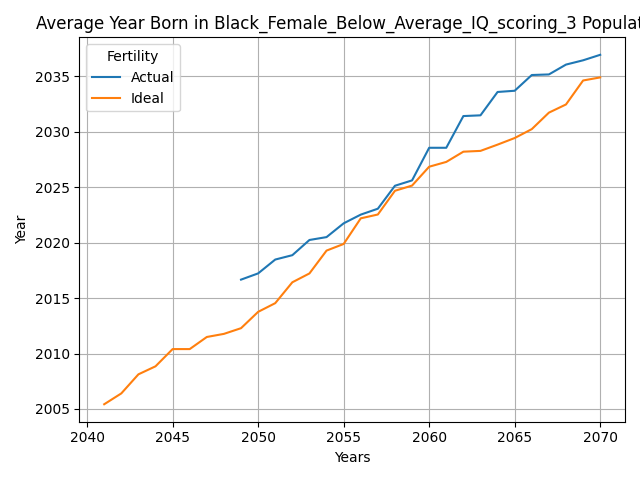 Average Year Born in Black_Female_Below_Average_IQ_scoring_3 Populat
Fertility
Actual
Ideal
2035
2030
2025
2020
2015
2010
2005
Year
2040 2045 2050 2055 2060 2065 2070
Years